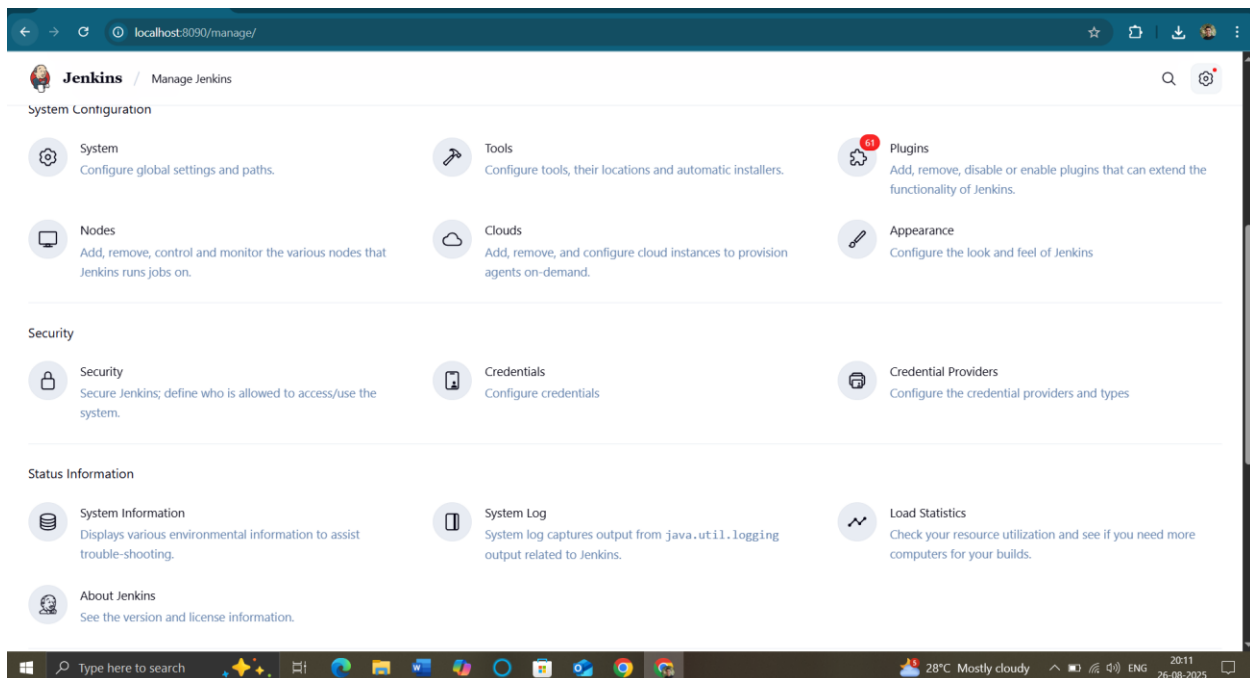 localhost:8090/manage/
Jenkins / Manage Jenkins
System Configuration
System
Configure global settings and paths.
Tools
Configure tools, their locations and automatic installers.
61
Plugins
Add, remove, disable or enable plugins that can extend the
functionality of Jenkins.
Nodes
Add, remove, control and monitor the various nodes that
Jenkins runs jobs on.
Clouds
Add, remove, and configure cloud instances to provision
agents on-demand.
Appearance
Configure the look and feel of Jenkins
Security
Security
Secure Jenkins; define who is allowed to access/use the
system.
Credentials
Configure credentials
Credential Providers
Configure the credential providers and types
Status Information
System Information
Displays various environmental information to assist
trouble-shooting.
System Log
System log captures output from java.util.logging
output related to Jenkins.
Load Statistics
Check your resource utilization and see if you need more
computers for your builds.
About Jenkins
See the version and license information.
Type here to search
28°C Mostly cloudy
ENG
20:11
26-08-2025